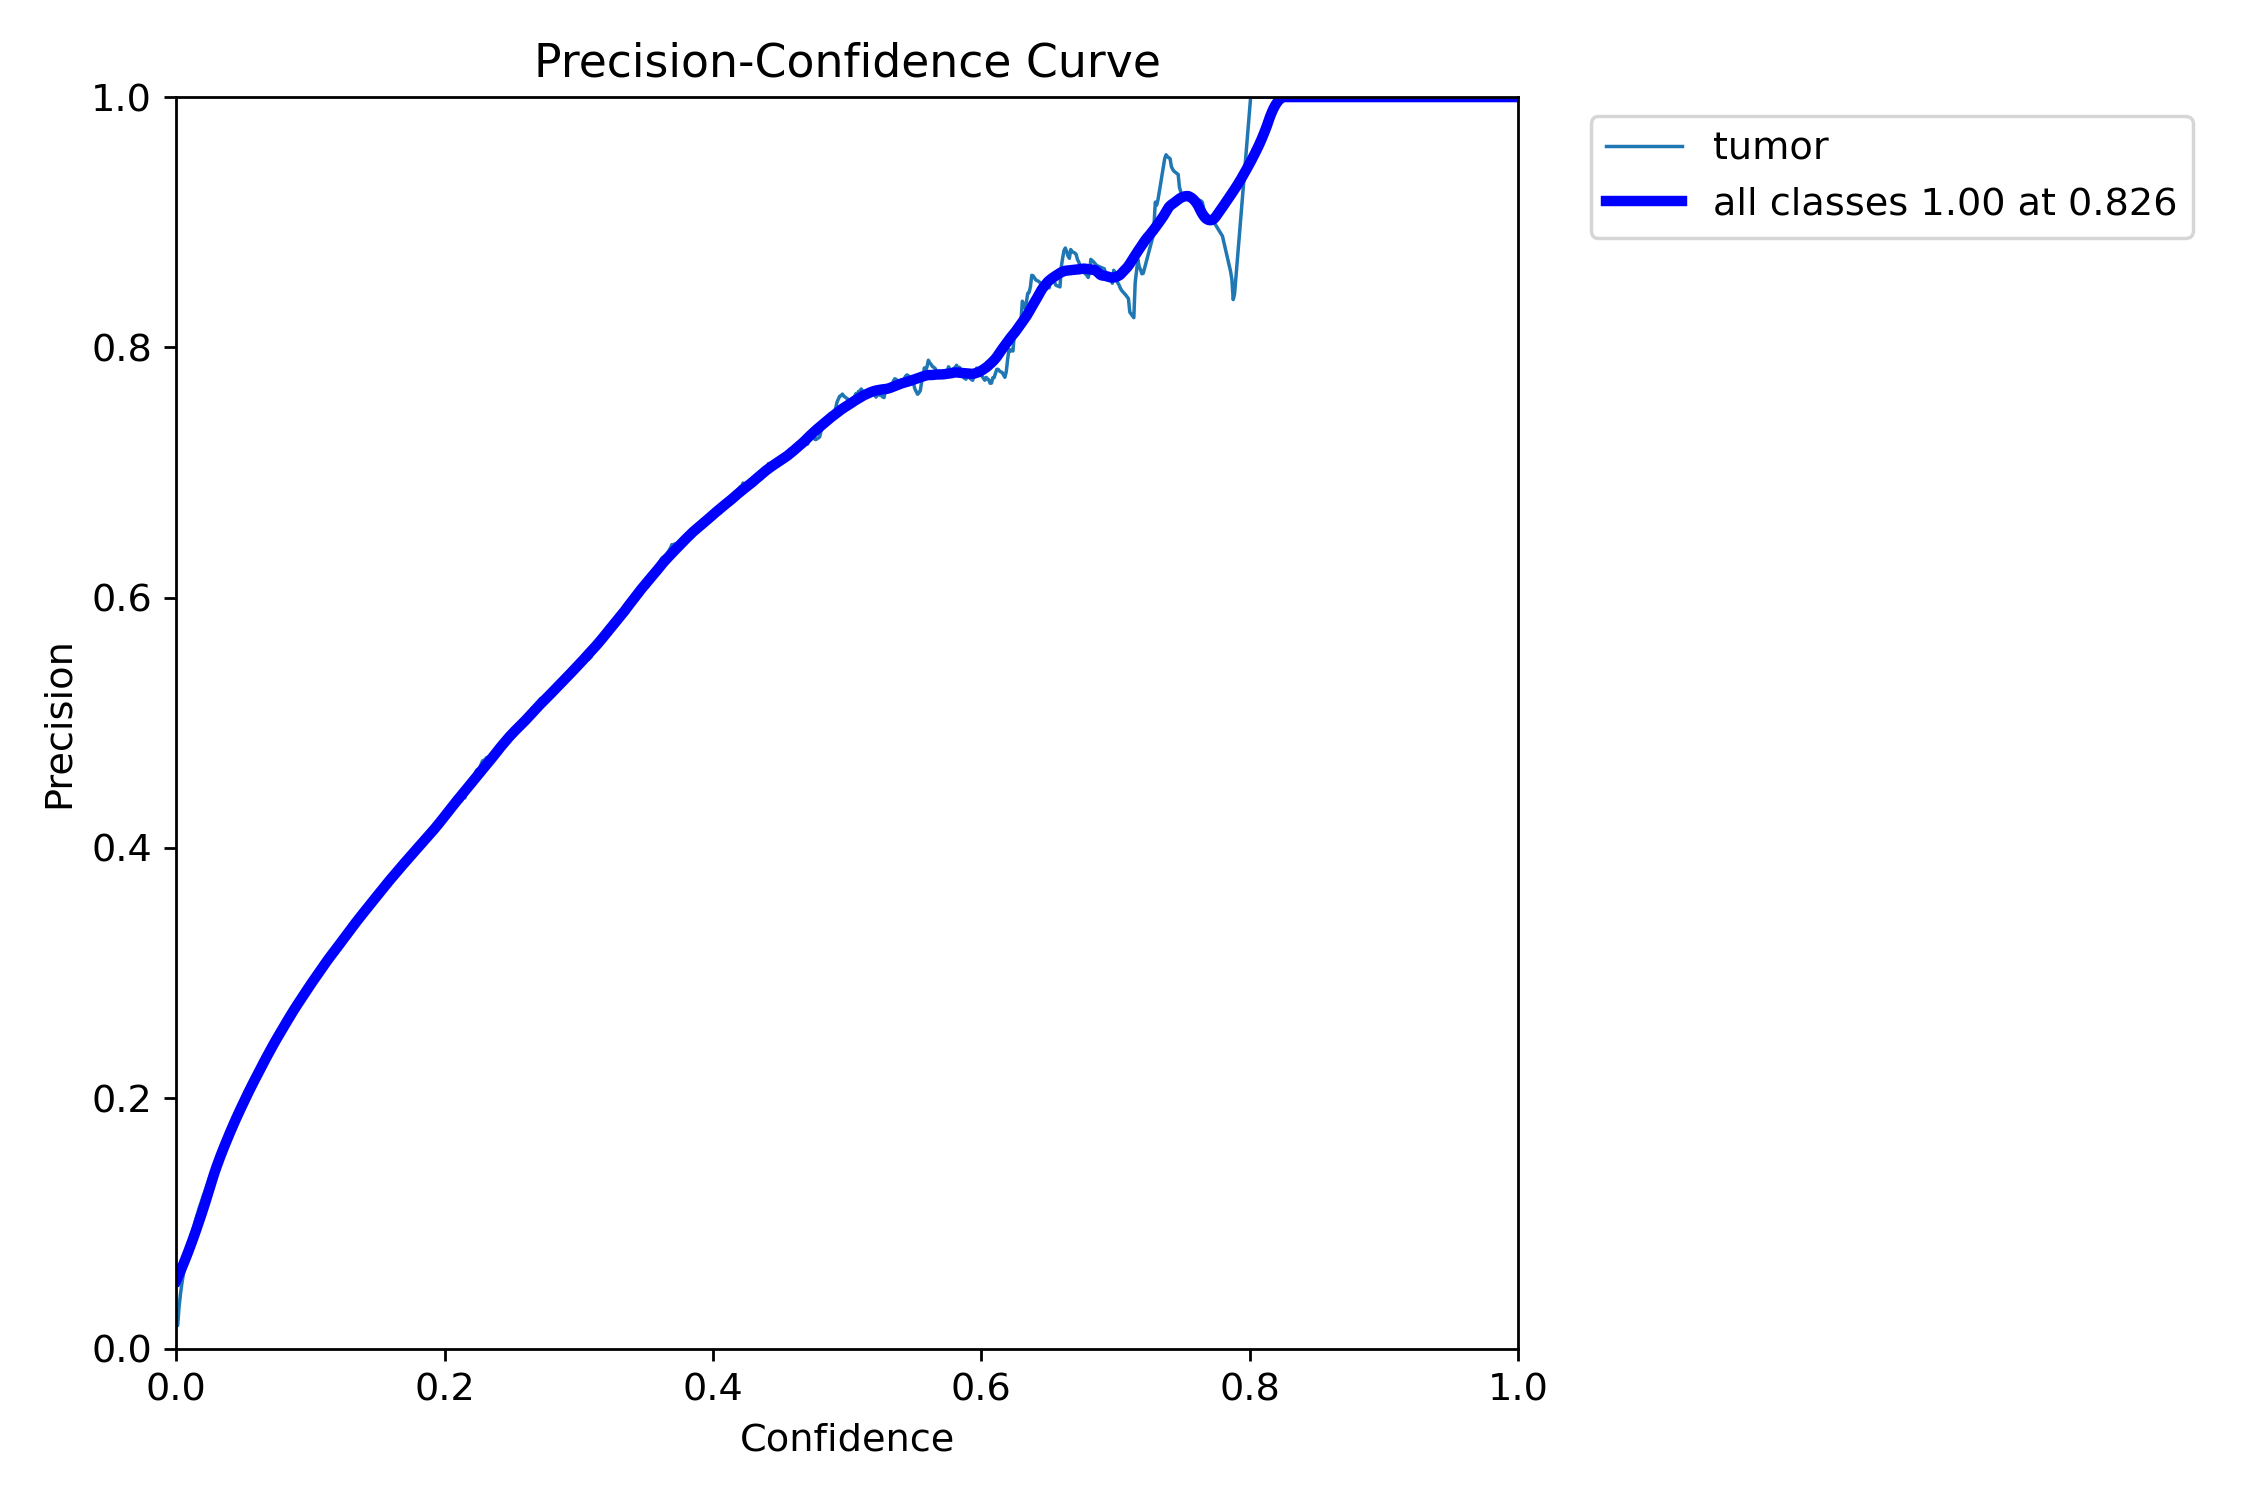 Precision-Confidence Curve
1.0
0.8
0.6
0.4
0.2
0.0
Precision
0.0 0.2 0.4 0.6 0.8 1.0
Confidence
tumor
all classes 1.00 at 0.826